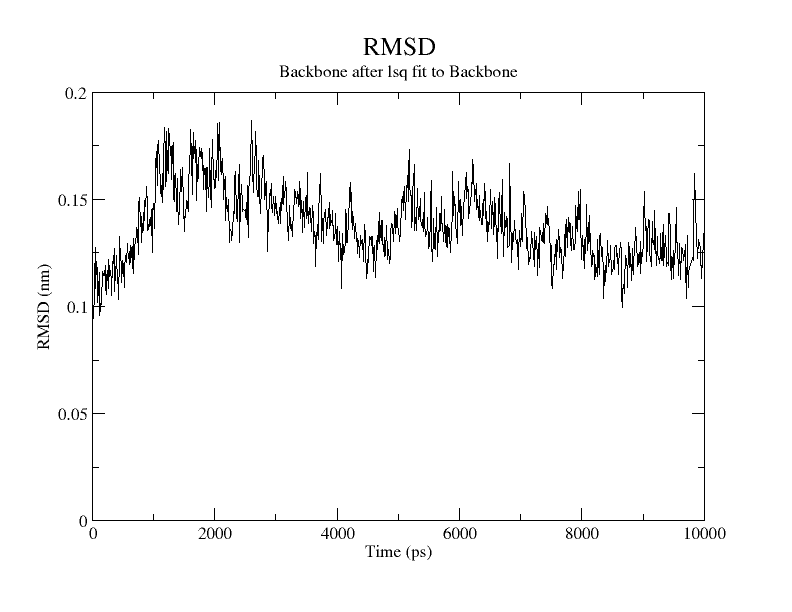 RMSD
Backbone after lsq fit to Backbone
0.2
0.15
0.1
0.05
0
RMSD (nm)
0 2000 4000 6000 8000 10000
Time (ps)